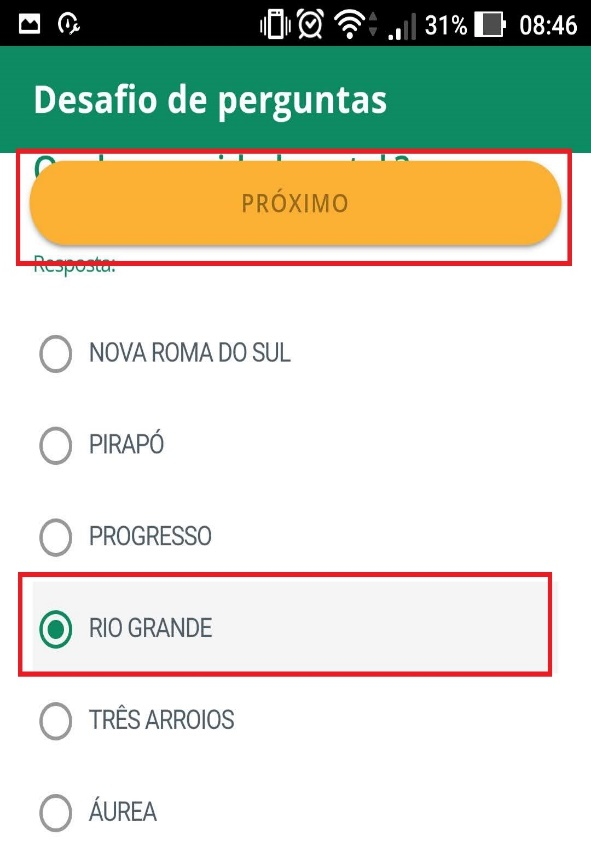 31% 08:46
Desafio de perguntas
PRÓXIMO
Resposta:
NOVA ROMA DO SUL
PIRAPÓ
PROGRESSO
RIO GRANDE
TRÊS ARROIOS
ÁUREA